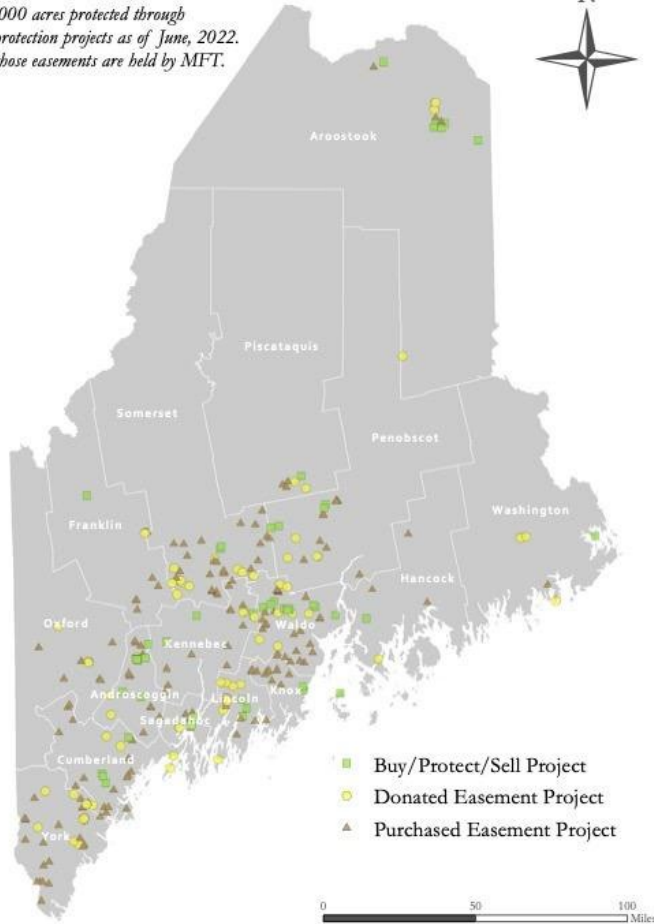 000 acres protected through
protection projects as of June, 2022.
hose easements are held by MFT.
N
Aroostook
Piscataquis
Somerset
Penobscot
Washington
Franklin
Hancock
Oxford
Waldo
Kennebec
Androscoggin
Lincoln
Knox
Sagadahoc
Cumberland
York
Buy/Protect/Sell Project
Donated Easement Project
Purchased Easement Project
0 50 100
Miles